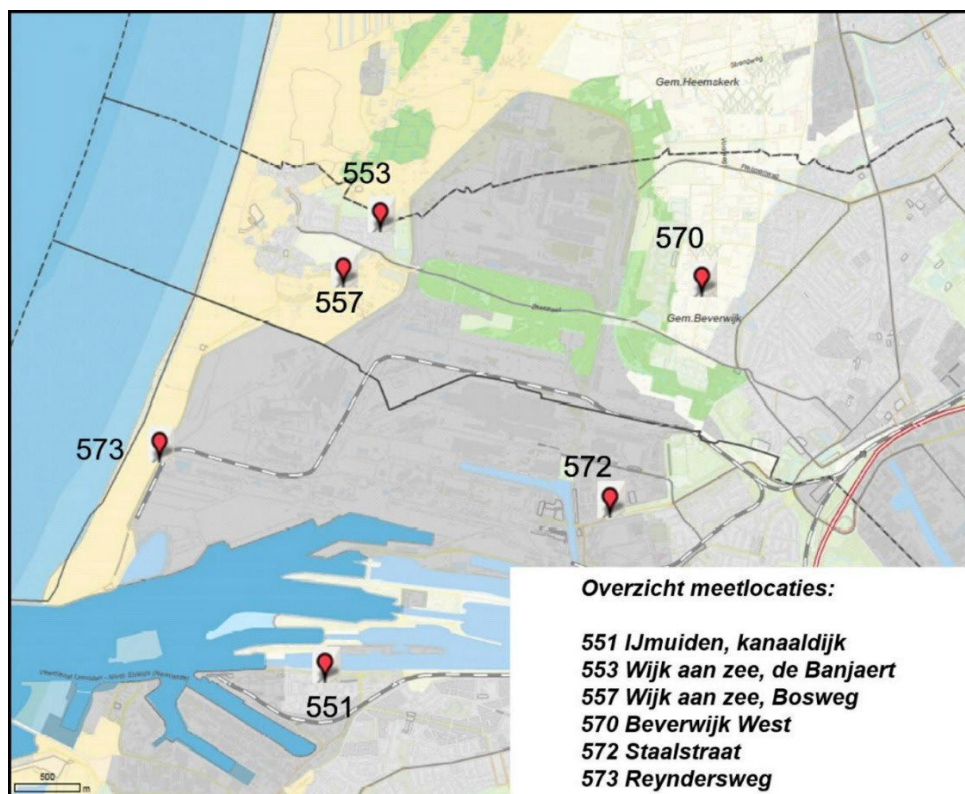 Gem.Heemskerk
553
570
557
Gem.Beverwijk
573
572
551
500
m
Overzicht meetlocaties:
551 IJmuiden, kanaaldijk
553 Wijk aan zee, de Banjaert
557 Wijk aan zee, Bosweg
570 Beverwijk West
572 Staalstraat
573 Reyndersweg